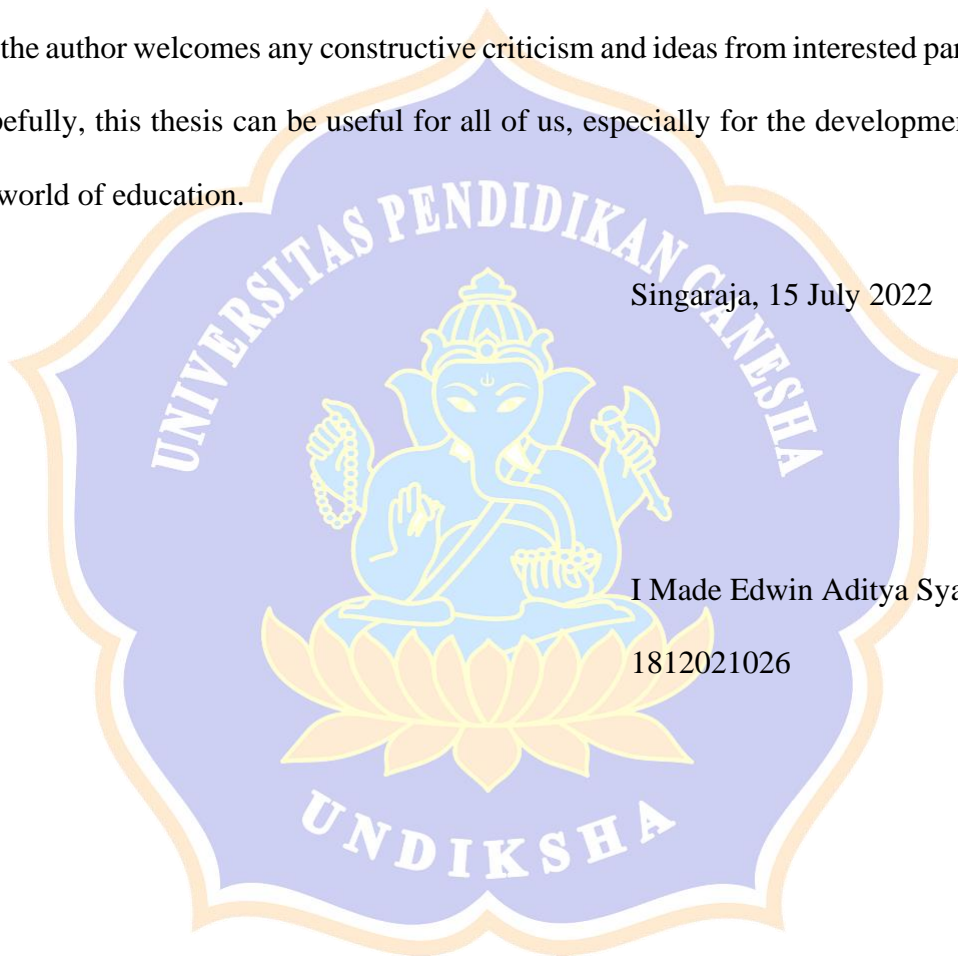 the author welcomes any constructive criticism and ideas from interested par
pefully, this thesis can be useful for all of us, especially for the developmen
world of education.
UNIVERSITAS PENDIDIKAN GANESHA
Singaraja, 15 July 2022
I Made Edwin Aditya Sya
1812021026
UNDIKSHA